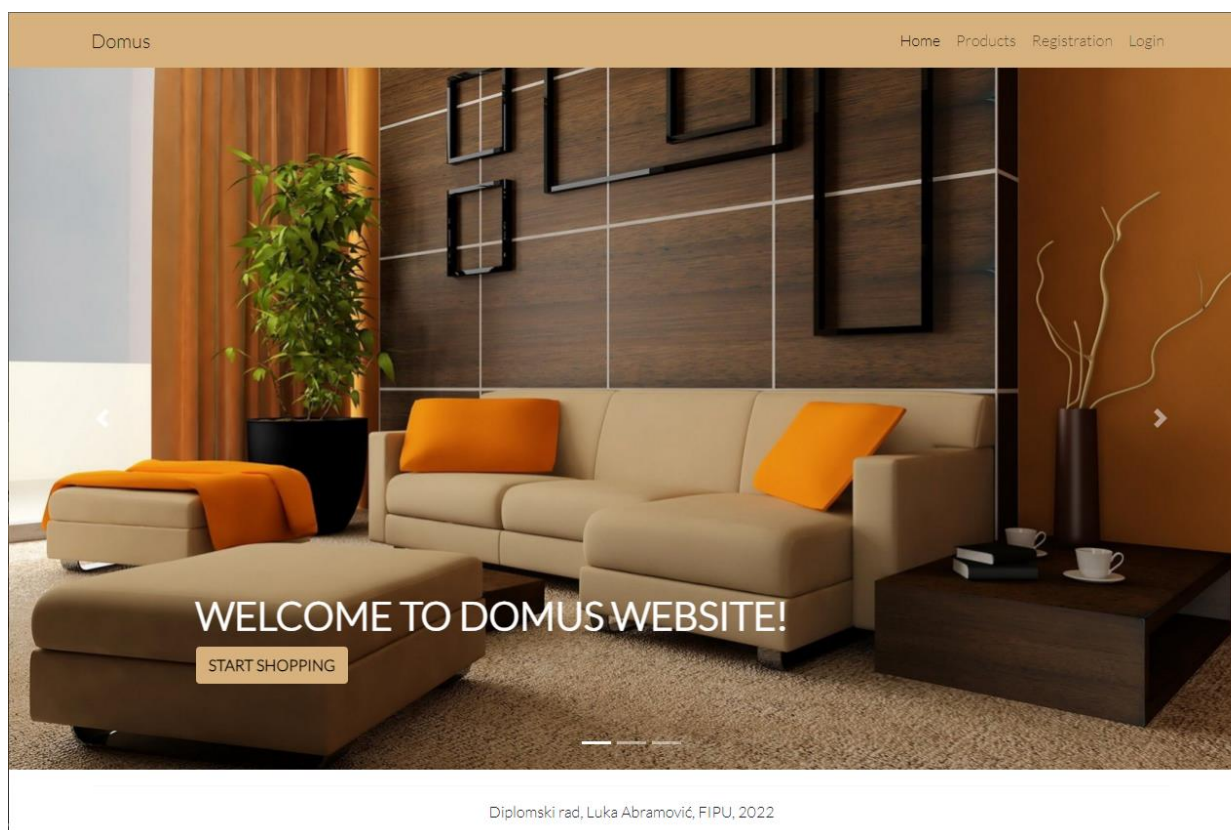 Domus
Home Products Registration Login
WELCOME TO DOMUS WEBSITE!
START SHOPPING
Diplomski rad, Luka Abramović, FIPU, 2022